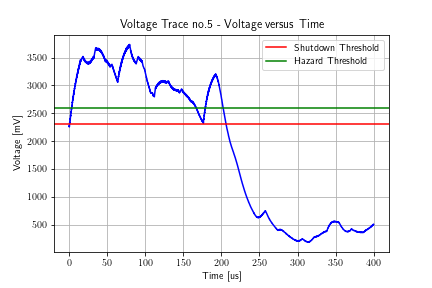 Voltage Trace no.5 - Voltage versus Time
Shutdown Threshold
Hazard Threshold
Voltage [mV]
3500
3000
2500
2000
1500
1000
500
0 50 100 150 200 250 300 350 400
Time [us]